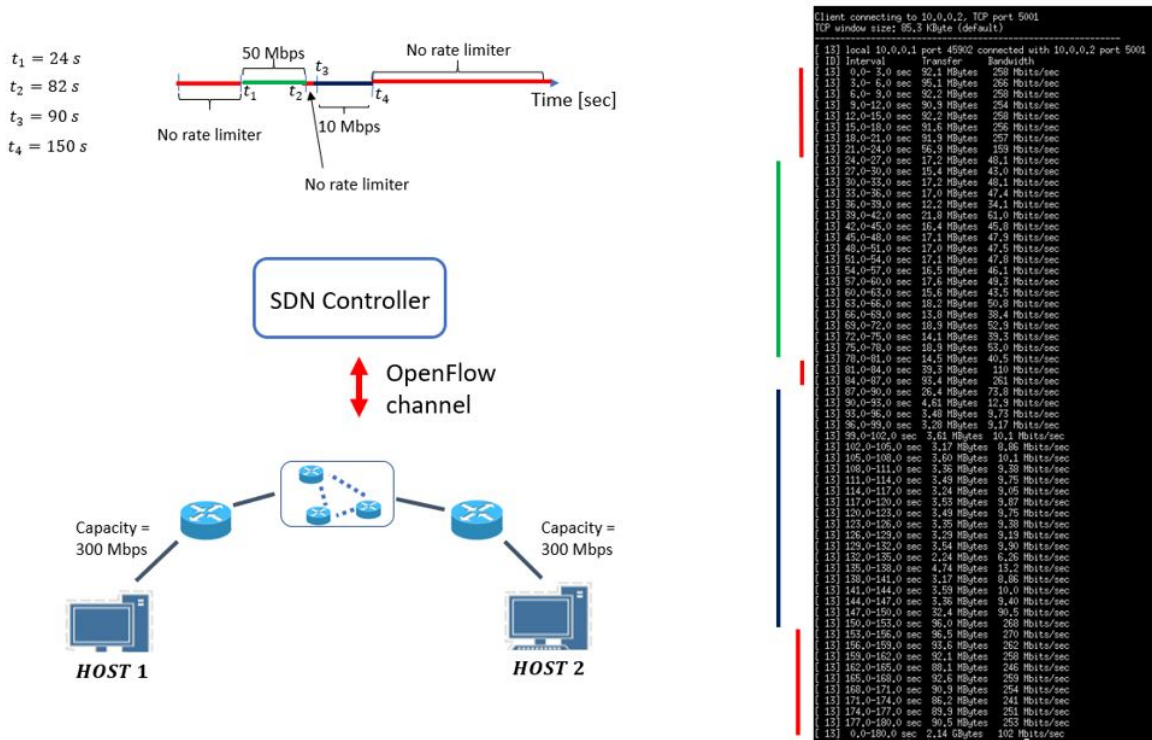 t₁ = 24 s
t₂ = 82 s
t₃ = 90 s
t₄ = 150 s
50 Mbps
No rate limiter
t₃
t₁
t₂
t₄
Time [sec]
No rate limiter
10 Mbps
No rate limiter
SDN Controller
OpenFlow
channel
Capacity =
300 Mbps
Capacity =
300 Mbps
HOST 1
HOST 2
Client connecting to 10.0.0.2, TCP port 5001
TCP window size: 85.3 KByte (default)
[ 13] local 10.0.0.1 port 45902 connected with 10.0.0.2 port 5001
[ ID] Interval Transfer Bandwidth
[ 13] 0.0- 3.0 sec 92.1 MBytes 258 Mbits/sec
[ 13] 3.0- 6.0 sec 95.1 MBytes 266 Mbits/sec
[ 13] 6.0- 9.0 sec 92.2 MBytes 258 Mbits/sec
[ 13] 9.0-12.0 sec 90.9 MBytes 254 Mbits/sec
[ 13] 12.0-15.0 sec 92.2 MBytes 258 Mbits/sec
[ 13] 15.0-18.0 sec 91.6 MBytes 256 Mbits/sec
[ 13] 18.0-21.0 sec 91.9 MBytes 257 Mbits/sec
[ 13] 21.0-24.0 sec 56.9 MBytes 159 Mbits/sec
[ 13] 24.0-27.0 sec 17.2 MBytes 48.1 Mbits/sec
[ 13] 27.0-30.0 sec 15.4 MBytes 43.0 Mbits/sec
[ 13] 30.0-33.0 sec 17.2 MBytes 48.1 Mbits/sec
[ 13] 33.0-36.0 sec 17.0 MBytes 47.4 Mbits/sec
[ 13] 36.0-39.0 sec 12.2 MBytes 34.1 Mbits/sec
[ 13] 39.0-42.0 sec 21.8 MBytes 61.0 Mbits/sec
[ 13] 42.0-45.0 sec 16.4 MBytes 45.8 Mbits/sec
[ 13] 45.0-48.0 sec 17.1 MBytes 47.9 Mbits/sec
[ 13] 48.0-51.0 sec 17.0 MBytes 47.5 Mbits/sec
[ 13] 51.0-54.0 sec 17.1 MBytes 47.8 Mbits/sec
[ 13] 54.0-57.0 sec 16.5 MBytes 46.1 Mbits/sec
[ 13] 57.0-60.0 sec 17.6 MBytes 49.3 Mbits/sec
[ 13] 60.0-63.0 sec 15.6 MBytes 43.5 Mbits/sec
[ 13] 63.0-66.0 sec 18.2 MBytes 50.8 Mbits/sec
[ 13] 66.0-69.0 sec 13.8 MBytes 38.4 Mbits/sec
[ 13] 69.0-72.0 sec 18.9 MBytes 52.9 Mbits/sec
[ 13] 72.0-75.0 sec 14.1 MBytes 39.3 Mbits/sec
[ 13] 75.0-78.0 sec 18.9 MBytes 53.0 Mbits/sec
[ 13] 78.0-81.0 sec 14.5 MBytes 40.5 Mbits/sec
[ 13] 81.0-84.0 sec 39.3 MBytes 110 Mbits/sec
[ 13] 84.0-87.0 sec 93.4 MBytes 261 Mbits/sec
[ 13] 87.0-90.0 sec 26.4 MBytes 73.8 Mbits/sec
[ 13] 90.0-93.0 sec 4.61 MBytes 12.9 Mbits/sec
[ 13] 93.0-96.0 sec 3.48 MBytes 9.73 Mbits/sec
[ 13] 96.0-99.0 sec 3.28 MBytes 9.17 Mbits/sec
[ 13] 99.0-102.0 sec 3.61 MBytes 10.1 Mbits/sec
[ 13] 102.0-105.0 sec 3.17 MBytes 8.86 Mbits/sec
[ 13] 105.0-108.0 sec 3.60 MBytes 10.1 Mbits/sec
[ 13] 108.0-111.0 sec 3.36 MBytes 9.38 Mbits/sec
[ 13] 111.0-114.0 sec 3.49 MBytes 9.75 Mbits/sec
[ 13] 114.0-117.0 sec 3.24 MBytes 9.05 Mbits/sec
[ 13] 117.0-120.0 sec 3.53 MBytes 9.87 Mbits/sec
[ 13] 120.0-123.0 sec 3.49 MBytes 9.75 Mbits/sec
[ 13] 123.0-126.0 sec 3.35 MBytes 9.38 Mbits/sec
[ 13] 126.0-129.0 sec 3.29 MBytes 9.19 Mbits/sec
[ 13] 129.0-132.0 sec 3.54 MBytes 9.90 Mbits/sec
[ 13] 132.0-135.0 sec 2.24 MBytes 6.26 Mbits/sec
[ 13] 135.0-138.0 sec 4.74 MBytes 13.2 Mbits/sec
[ 13] 138.0-141.0 sec 3.17 MBytes 8.86 Mbits/sec
[ 13] 141.0-144.0 sec 3.59 MBytes 10.0 Mbits/sec
[ 13] 144.0-147.0 sec 3.36 MBytes 9.40 Mbits/sec
[ 13] 147.0-150.0 sec 32.4 MBytes 90.5 Mbits/sec
[ 13] 150.0-153.0 sec 96.0 MBytes 268 Mbits/sec
[ 13] 153.0-156.0 sec 96.5 MBytes 270 Mbits/sec
[ 13] 156.0-159.0 sec 93.6 MBytes 262 Mbits/sec
[ 13] 159.0-162.0 sec 92.1 MBytes 258 Mbits/sec
[ 13] 162.0-165.0 sec 88.1 MBytes 246 Mbits/sec
[ 13] 165.0-168.0 sec 92.6 MBytes 259 Mbits/sec
[ 13] 168.0-171.0 sec 90.9 MBytes 254 Mbits/sec
[ 13] 171.0-174.0 sec 86.2 MBytes 241 Mbits/sec
[ 13] 174.0-177.0 sec 89.9 MBytes 251 Mbits/sec
[ 13] 177.0-180.0 sec 90.5 MBytes 253 Mbits/sec
[ 13] 0.0-180.0 sec 2.14 GBytes 102 Mbits/sec